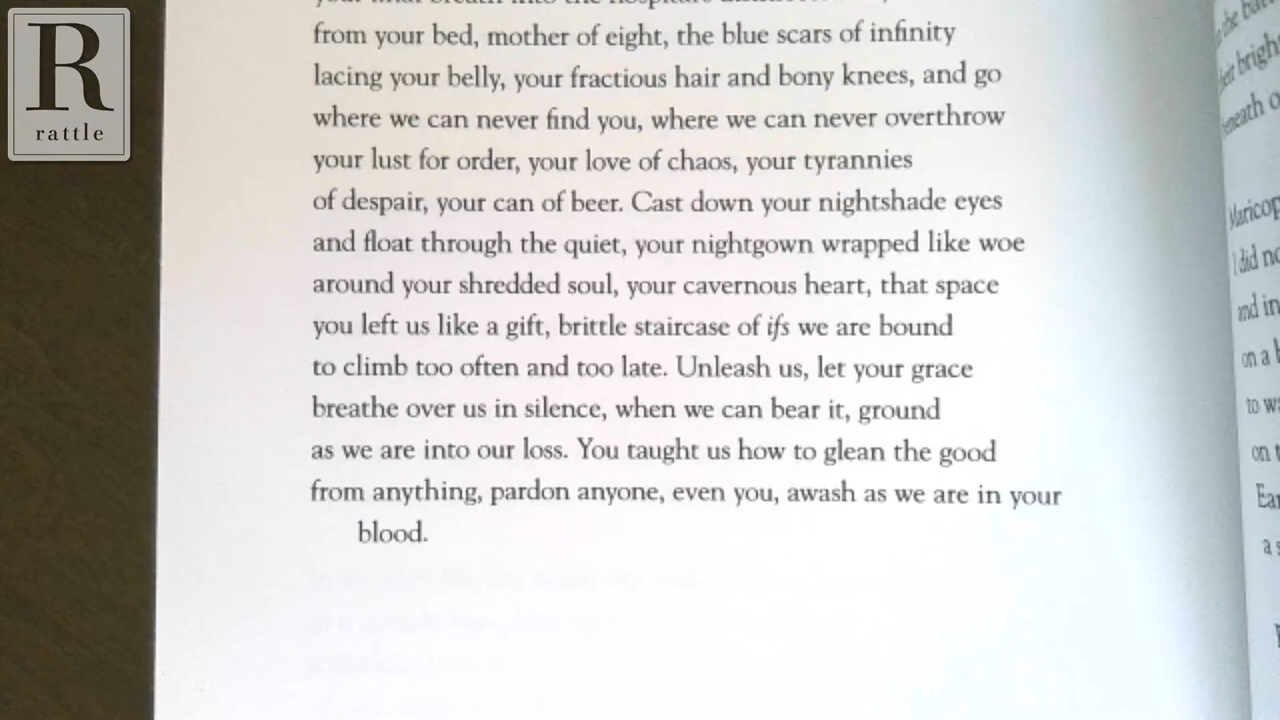 R
rattle
from your bed, mother of eight, the blue scars of infinity
lacing your belly, your fractious hair and bony knees, and go
where we can never find you, where we can never overthrow
your lust for order, your love of chaos, your tyrannies
of despair, your can of beer. Cast down your nightshade eyes
and float through the quiet, your nightgown wrapped like woe
around your shredded soul, your cavernous heart, that space
you left us like a gift, brittle staircase of ifs we are bound
to climb too often and too late. Unleash us, let your grace
breathe over us in silence, when we can bear it, ground
as we are into our loss. You taught us how to glean the good
from anything, pardon anyone, even you, awash as we are in your
blood.
the
bright
I did
and
on a
to
on
a